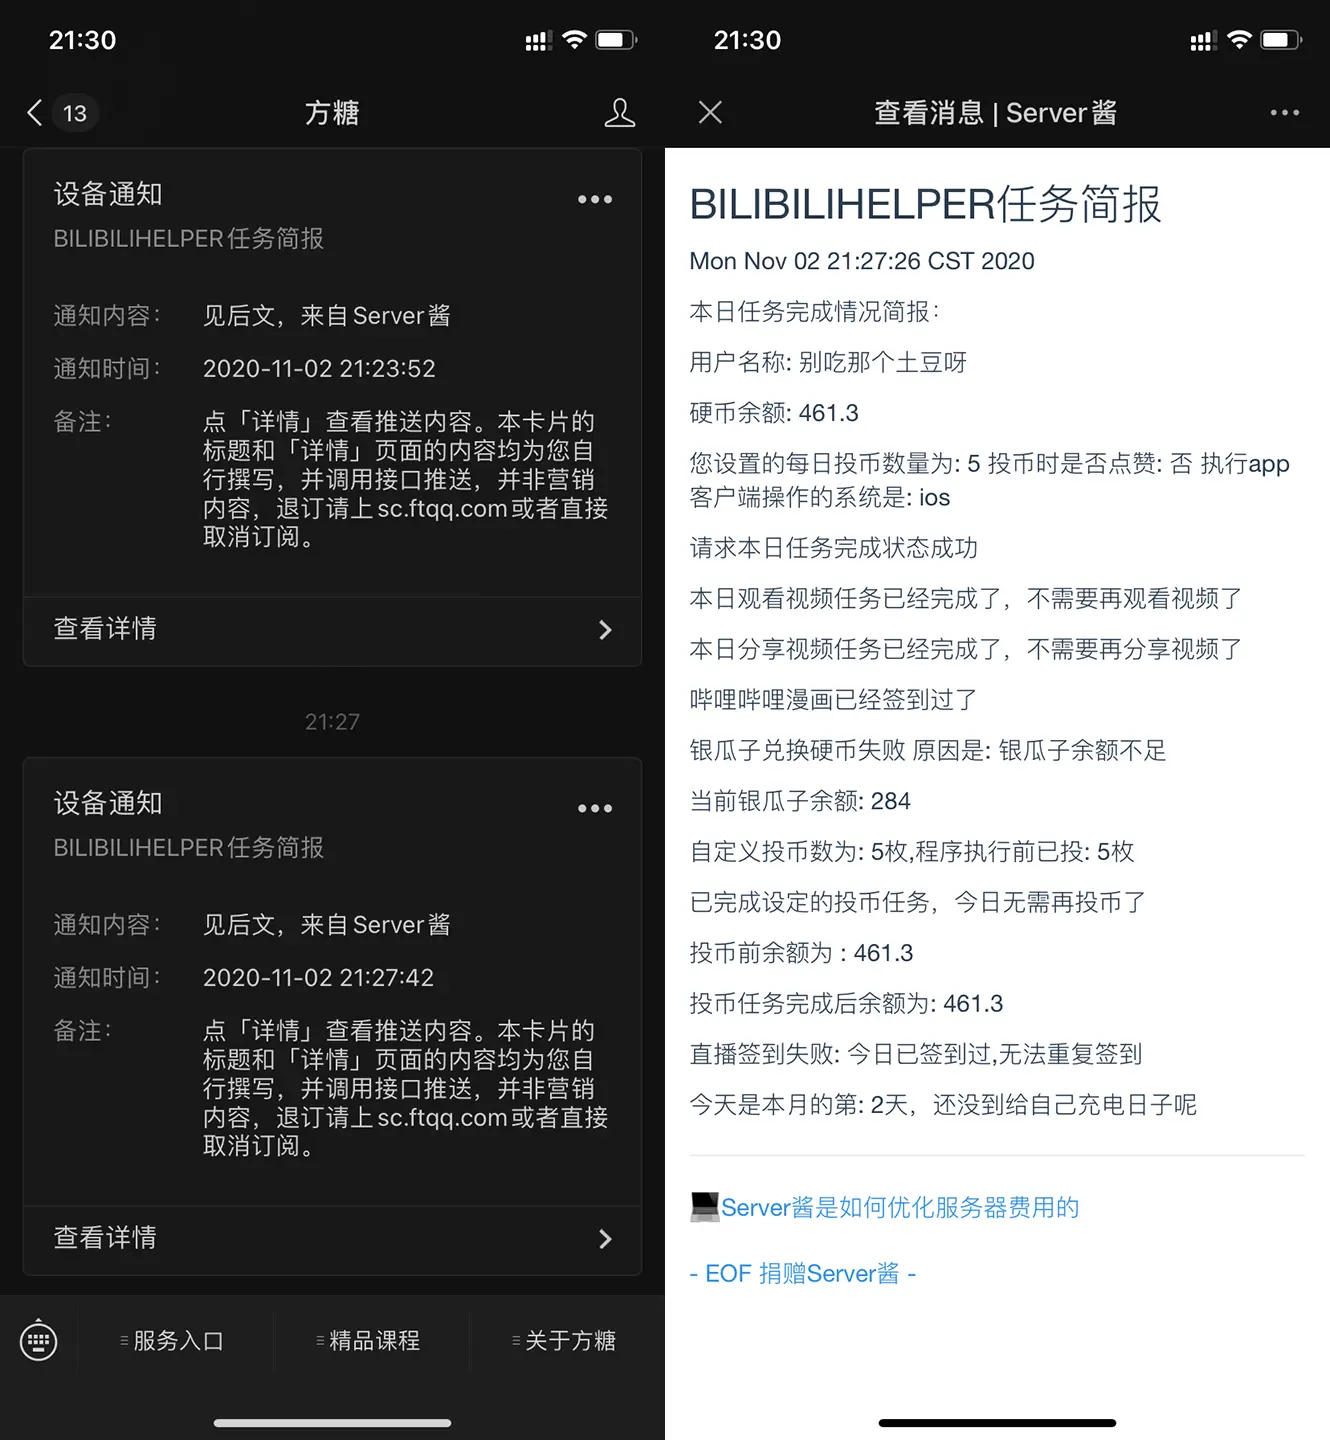 21:30
13
方糖
设备通知
BILIBILIHELPER任务简报
通知内容： 见后文，来自Server酱
通知时间： 2020-11-02 21:23:52
备注： 点「详情」查看推送内容。本卡片的
标题和「详情」页面的内容均为您自
行撰写，并调用接口推送，并非营销
内容，退订请上sc.ftqq.com或者直接
取消订阅。
查看详情
21:27
设备通知
BILIBILIHELPER任务简报
通知内容： 见后文，来自Server酱
通知时间： 2020-11-02 21:27:42
备注： 点「详情」查看推送内容。本卡片的
标题和「详情」页面的内容均为您自
行撰写，并调用接口推送，并非营销
内容，退订请上sc.ftqq.com或者直接
取消订阅。
查看详情
服务入口 精品课程 关于方糖
21:30
查看消息 | Server酱
BILIBILIHELPER任务简报
Mon Nov 02 21:27:26 CST 2020
本日任务完成情况简报：
用户名称: 别吃那个土豆呀
硬币余额: 461.3
您设置的每日投币数量为: 5 投币时是否点赞: 否 执行app
客户端操作的系统是: ios
请求本日任务完成状态成功
本日观看视频任务已经完成了，不需要再观看视频了
本日分享视频任务已经完成了，不需要再分享视频了
哔哩哔哩漫画已经签到过了
银瓜子兑换硬币失败 原因是: 银瓜子余额不足
当前银瓜子余额: 284
自定义投币数为: 5枚,程序执行前已投: 5枚
已完成设定的投币任务，今日无需再投币了
投币前余额为 : 461.3
投币任务完成后余额为: 461.3
直播签到失败: 今日已签到过,无法重复签到
今天是本月的第: 2天，还没到给自己充电日子呢
Server酱是如何优化服务器费用的
- EOF 捐赠Server酱 -